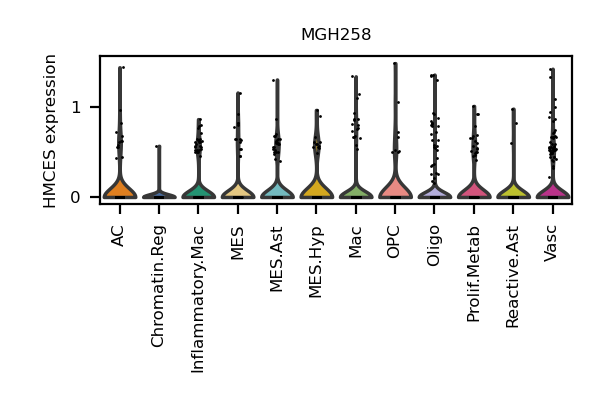 MGH258
HMCES expression
1
0
AC
Chromatin.Reg
Inflammatory.Mac
MES
MES.Ast
MES.Hyp
Mac
OPC
Oligo
Prolif.Metab
Reactive.Ast
Vasc